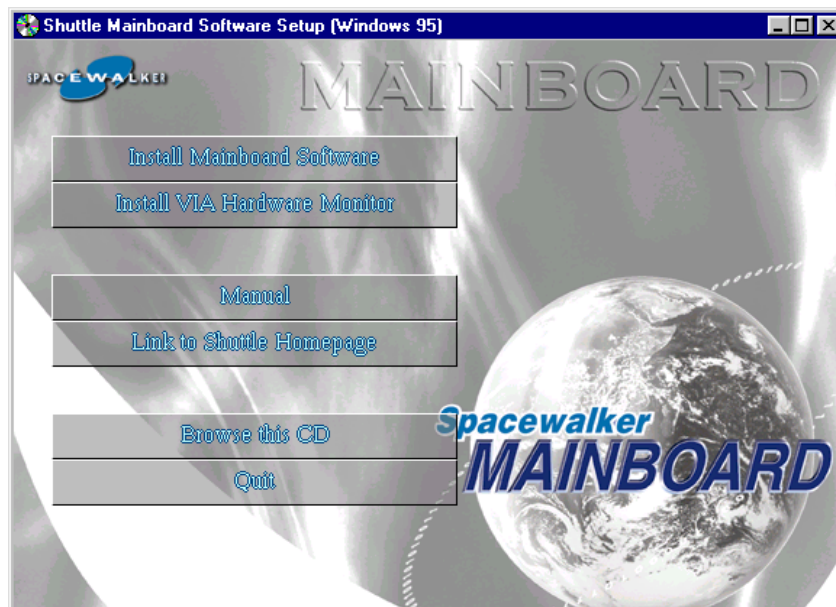 Shuttle Mainboard Software Setup (Windows 95)
SPACEWALKER
MAINBOARD
Install Mainboard Software
Install VIA Hardware Monitor
Manual
Link to Shuttle Homepage
Browse this CD
Quit
Spacewalker
MAINBOARD